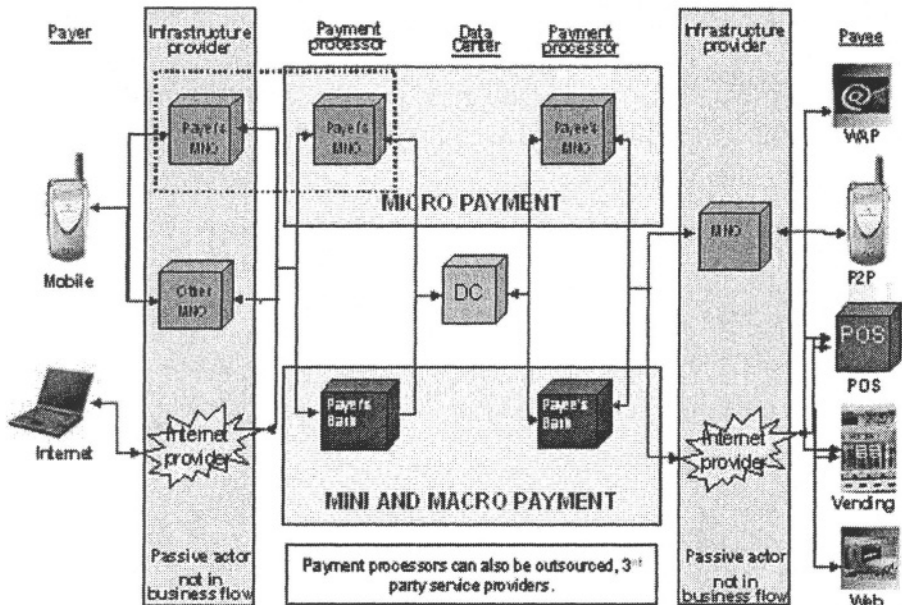 Payer
Infrastructure
provider
Payment
processor
Data
Center
Payment
processor
Infrastructure
provider
Payee
Payer's
MNO
Payer's
MNO
Payee's
MNO
WAP
MICRO PAYMENT
MNO
Mobile
Other
MNO
DC
P2P
POS
POS
Payer's
Bank
Payee's
Bank
Internet
Internet
provider
Internet
provider
Vending
MINI AND MACRO PAYMENT
Passive actor
not in
business flow
Payment processors can also be outsourced, 3rd
party service providers.
Passive actor
not in
business flow
Web